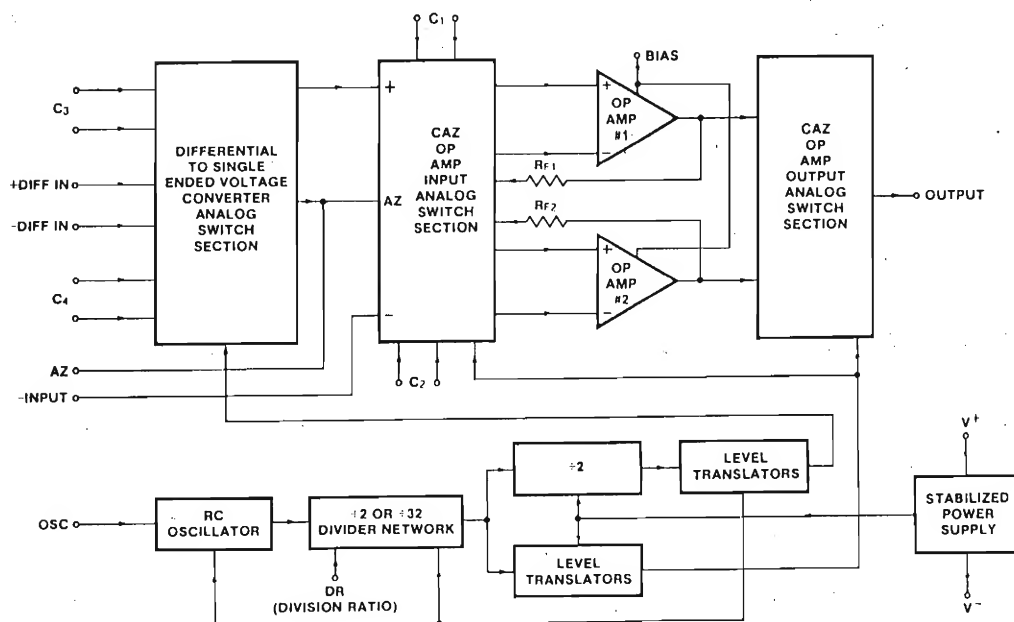 C1
BIAS
C3
+DIFF IN
-DIFF IN
C4
AZ
-INPUT
DIFFERENTIAL
TO SINGLE
ENDED VOLTAGE
CONVERTER
ANALOG
SWITCH
SECTION
+
AZ
-
CAZ
OP
AMP
INPUT
ANALOG
SWITCH
SECTION
C2
+
-
OP
AMP
#1
RF1
RF2
+
-
OP
AMP
#2
CAZ
OP
AMP
OUTPUT
ANALOG
SWITCH
SECTION
OUTPUT
OSC
RC
OSCILLATOR
÷2 OR ÷32
DIVIDER NETWORK
DR
(DIVISION RATIO)
÷2
LEVEL
TRANSLATORS
LEVEL
TRANSLATORS
V+
STABILIZED
POWER
SUPPLY
V-